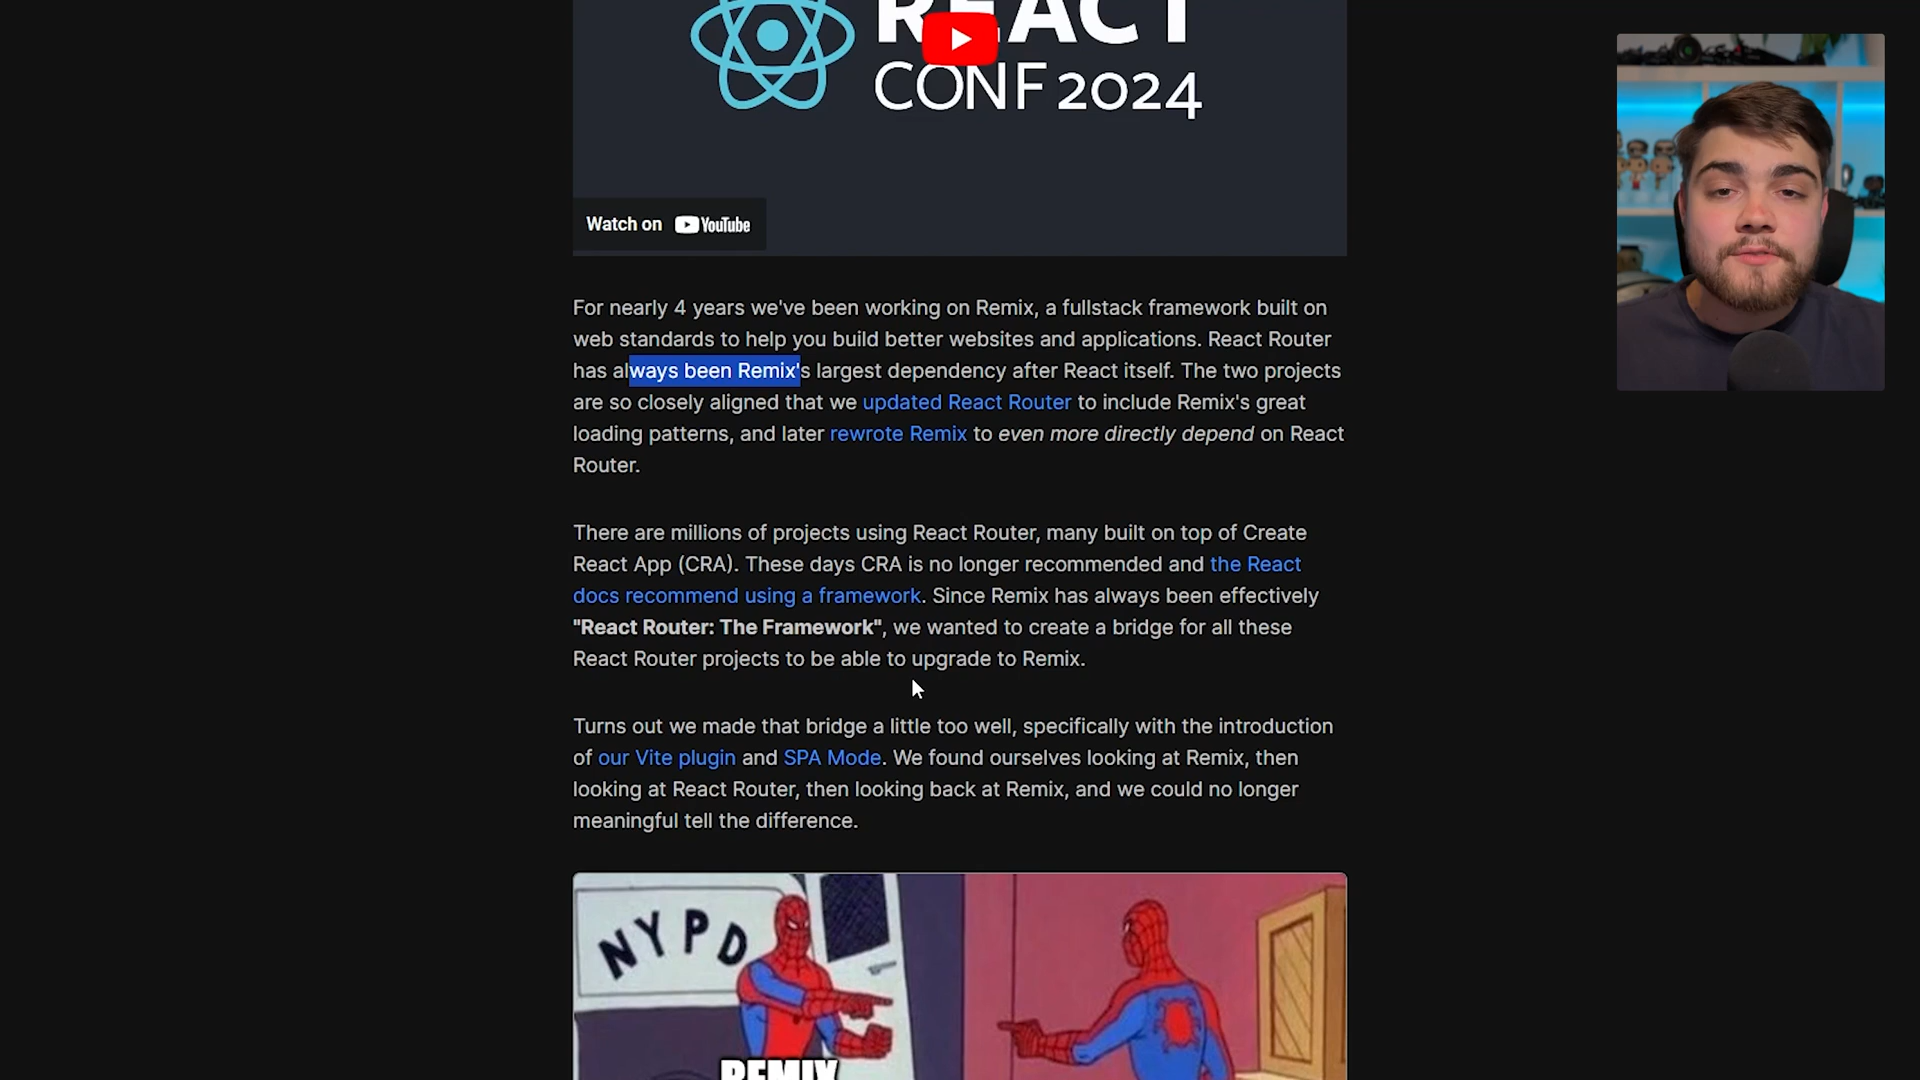 REACT
CONF 2024
Watch on YouTube
For nearly 4 years we've been working on Remix, a fullstack framework built on
web standards to help you build better websites and applications. React Router
has always been Remix's largest dependency after React itself. The two projects
are so closely aligned that we updated React Router to include Remix's great
loading patterns, and later rewrote Remix to even more directly depend on React
Router.
There are millions of projects using React Router, many built on top of Create
React App (CRA). These days CRA is no longer recommended and the React
docs recommend using a framework. Since Remix has always been effectively
"React Router: The Framework", we wanted to create a bridge for all these
React Router projects to be able to upgrade to Remix.
Turns out we made that bridge a little too well, specifically with the introduction
of our Vite plugin and SPA Mode. We found ourselves looking at Remix, then
looking at React Router, then looking back at Remix, and we could no longer
meaningful tell the difference.
NYPD
REMIX